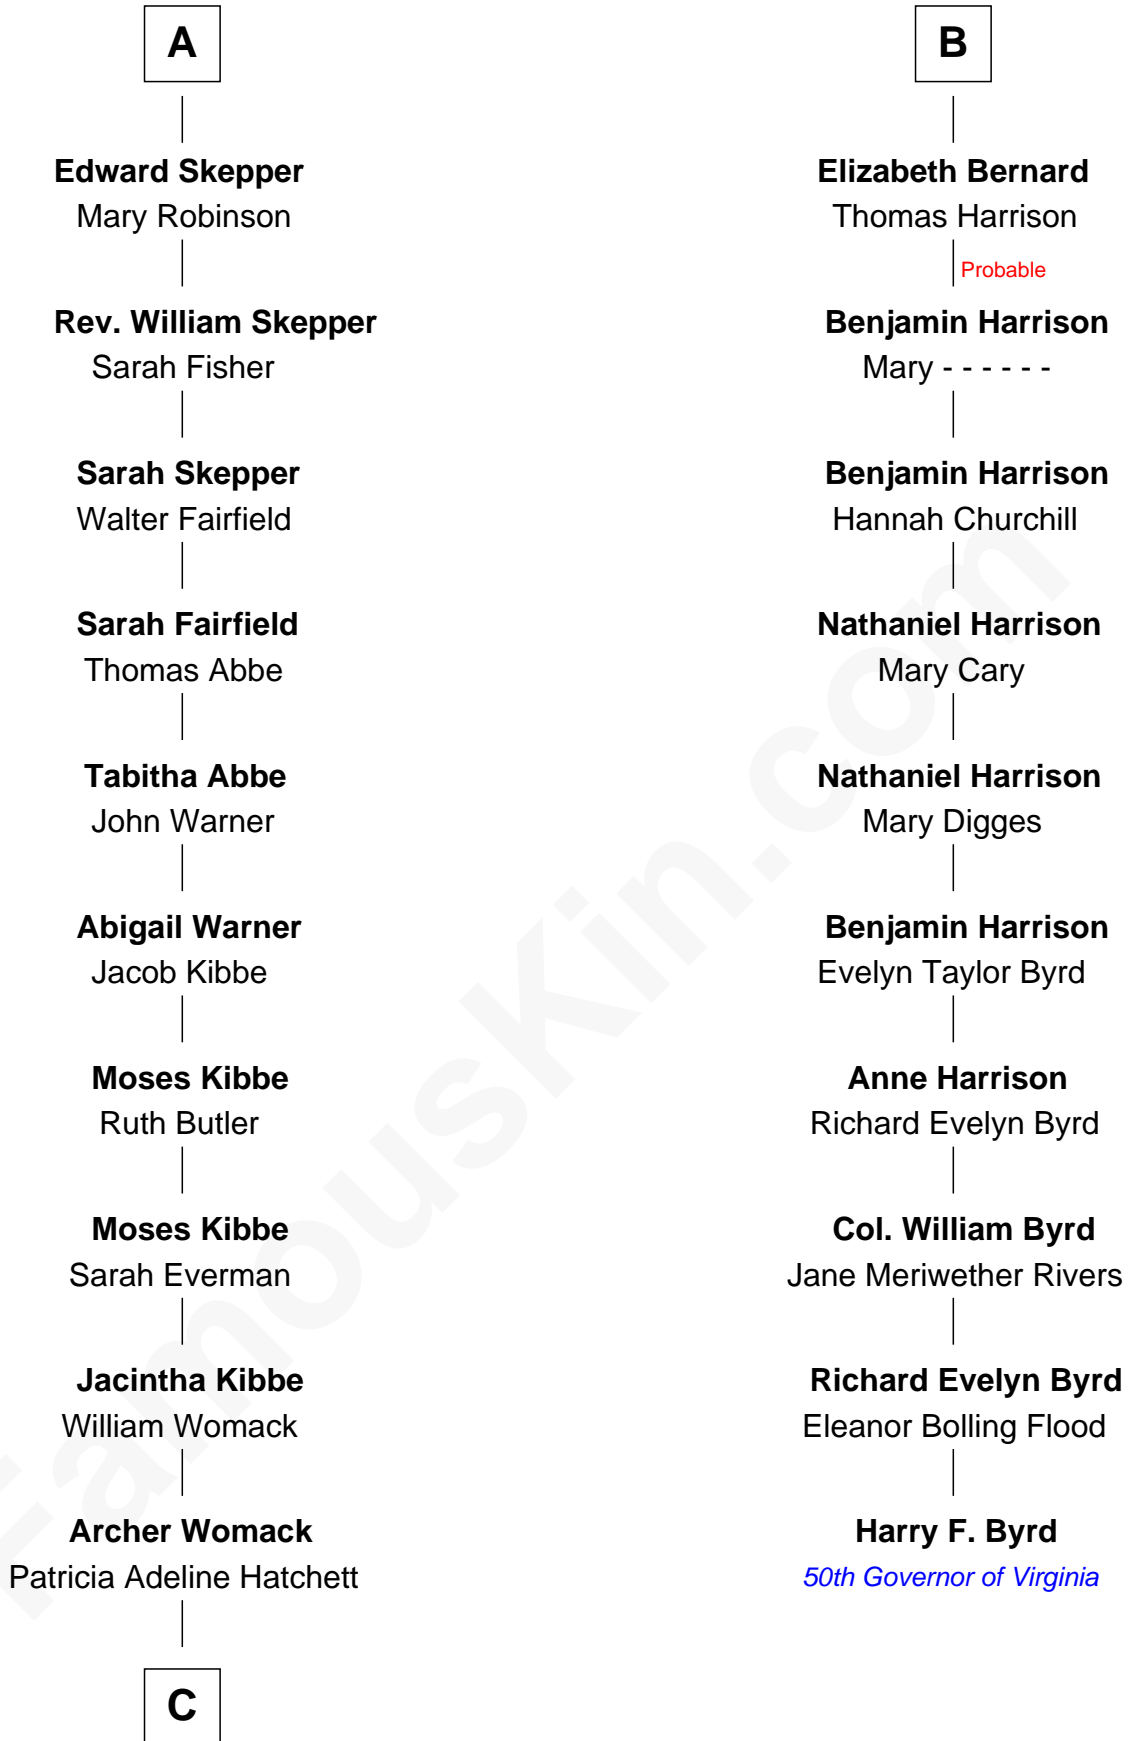 A
Edward Skepper
Mary Robinson
Rev. William Skepper
Sarah Fisher
Sarah Skepper
Walter Fairfield
Sarah Fairfield
Thomas Abbe
Tabitha Abbe
John Warner
Abigail Warner
Jacob Kibbe
Moses Kibbe
Ruth Butler
Moses Kibbe
Sarah Everman
Jacintha Kibbe
William Womack
Archer Womack
Patricia Adeline Hatchett
C
B
Elizabeth Bernard
Thomas Harrison
Probable
Benjamin Harrison
Mary - - - - - -
Benjamin Harrison
Hannah Churchill
Nathaniel Harrison
Mary Cary
Nathaniel Harrison
Mary Digges
Benjamin Harrison
Evelyn Taylor Byrd
Anne Harrison
Richard Evelyn Byrd
Col. William Byrd
Jane Meriwether Rivers
Richard Evelyn Byrd
Eleanor Bolling Flood
Harry F. Byrd
50th Governor of Virginia
FamousKin.com